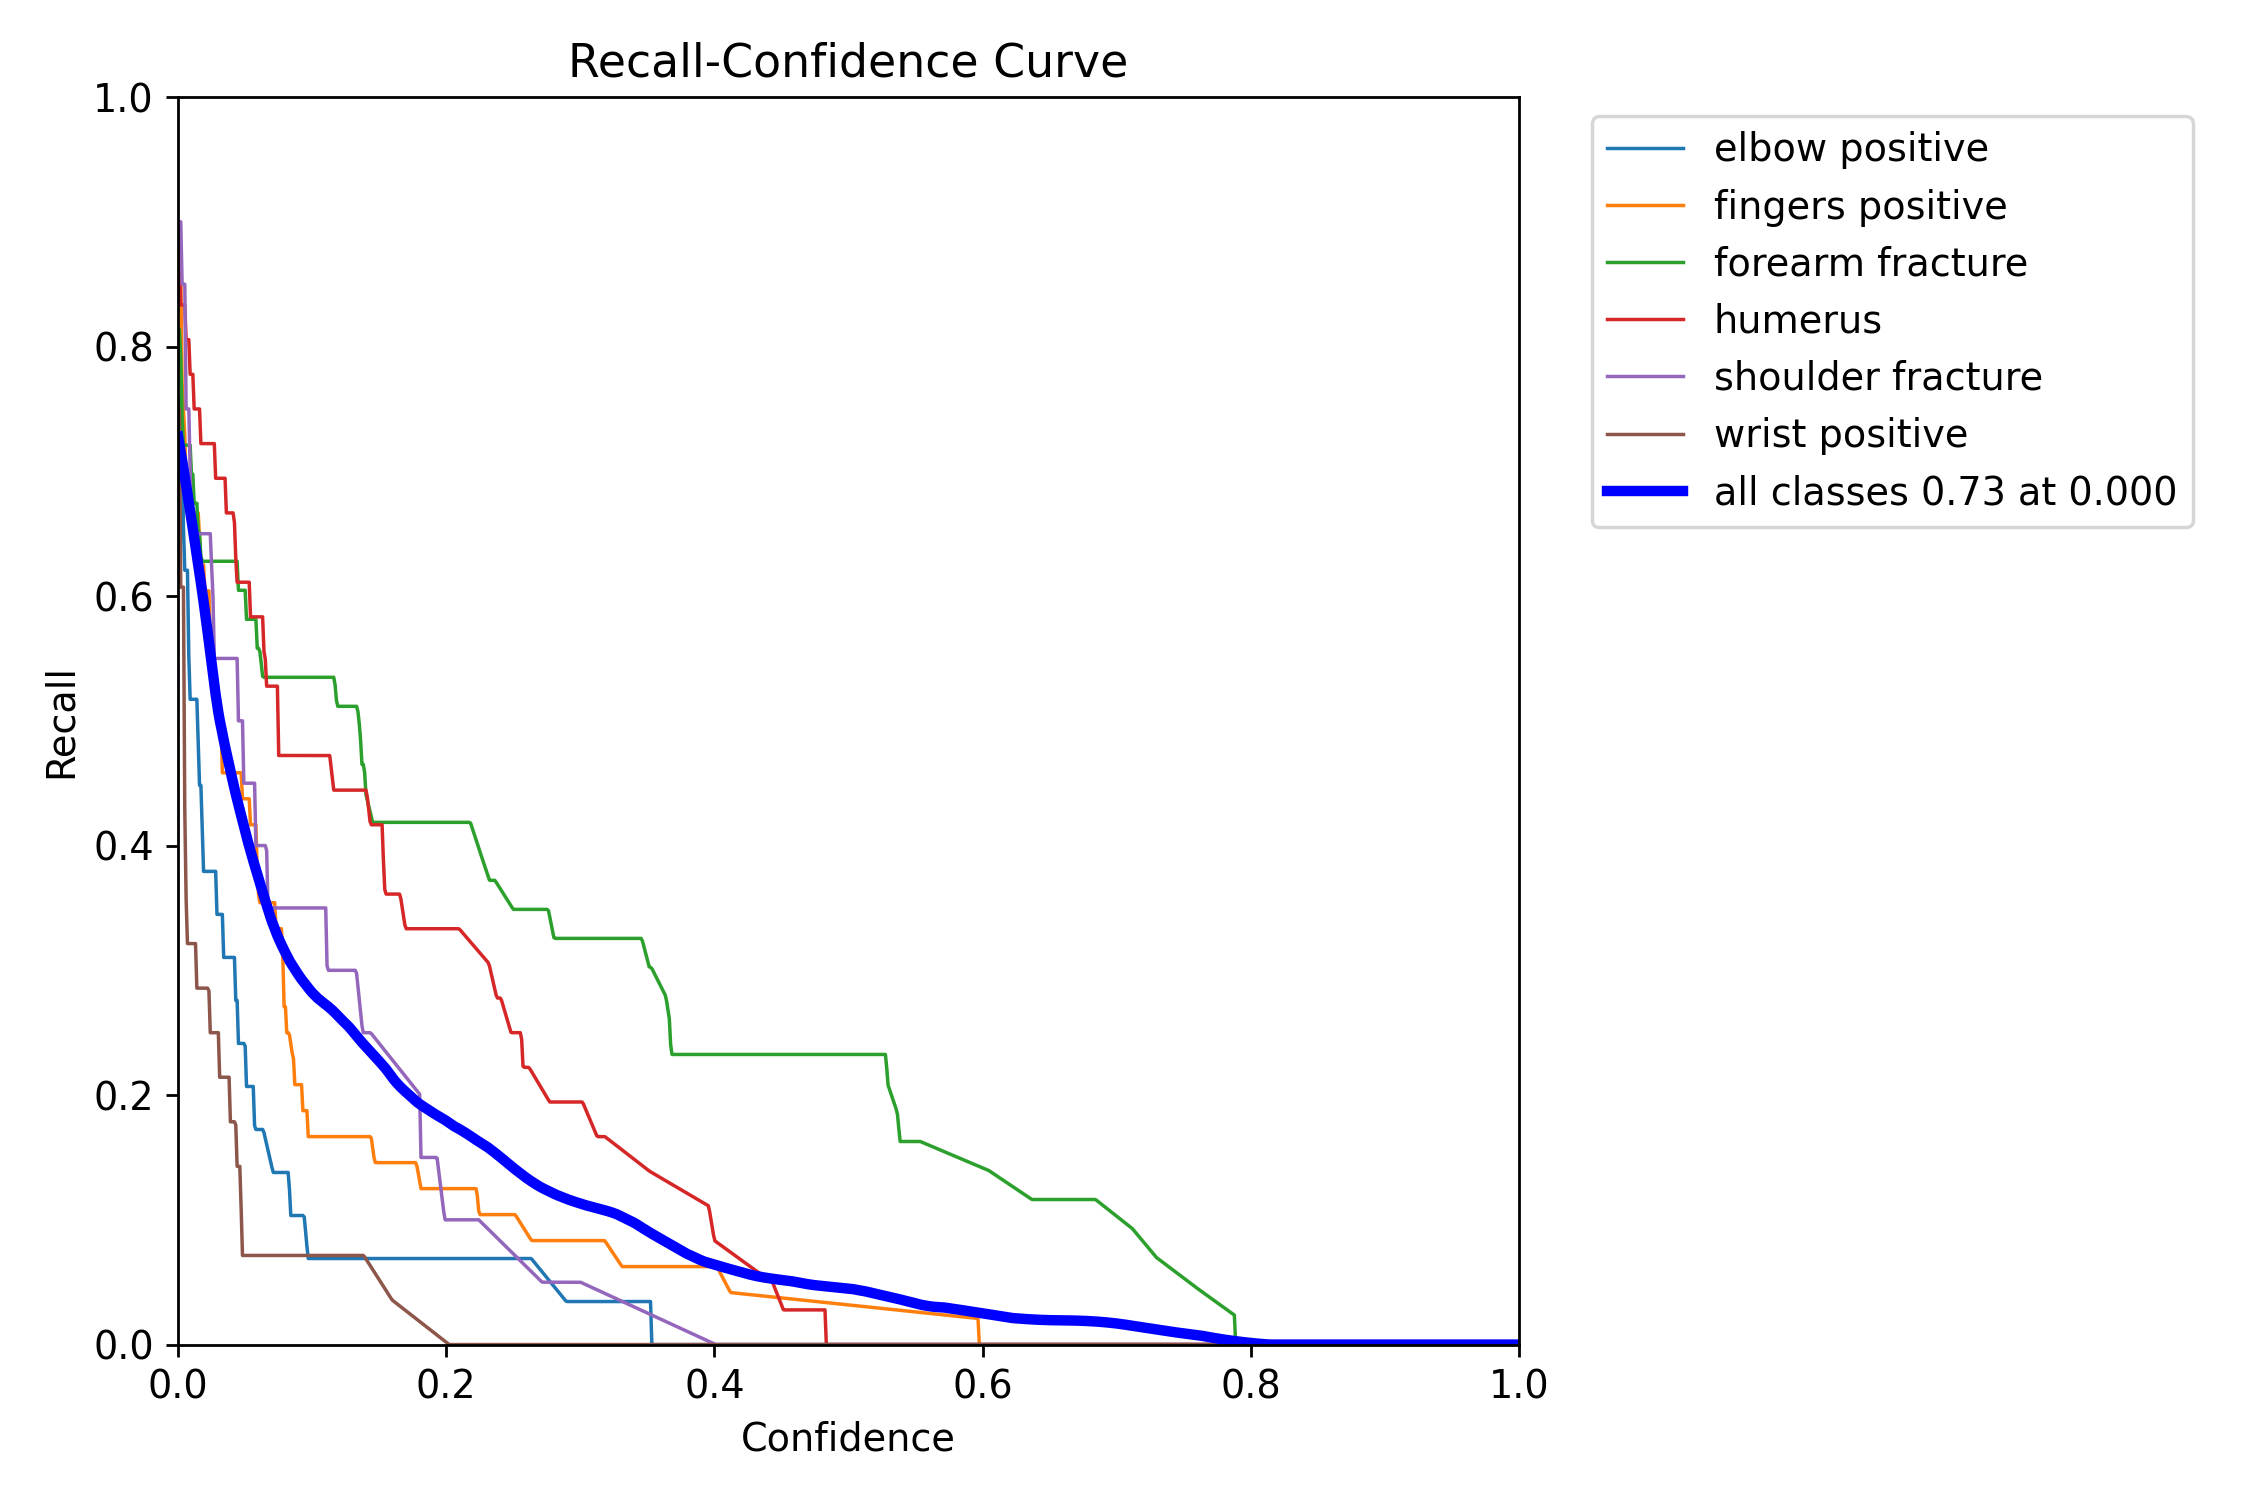 Recall-Confidence Curve
1.0
0.8
0.6
0.4
0.2
0.0
Recall
0.0 0.2 0.4 0.6 0.8 1.0
Confidence
elbow positive
fingers positive
forearm fracture
humerus
shoulder fracture
wrist positive
all classes 0.73 at 0.000